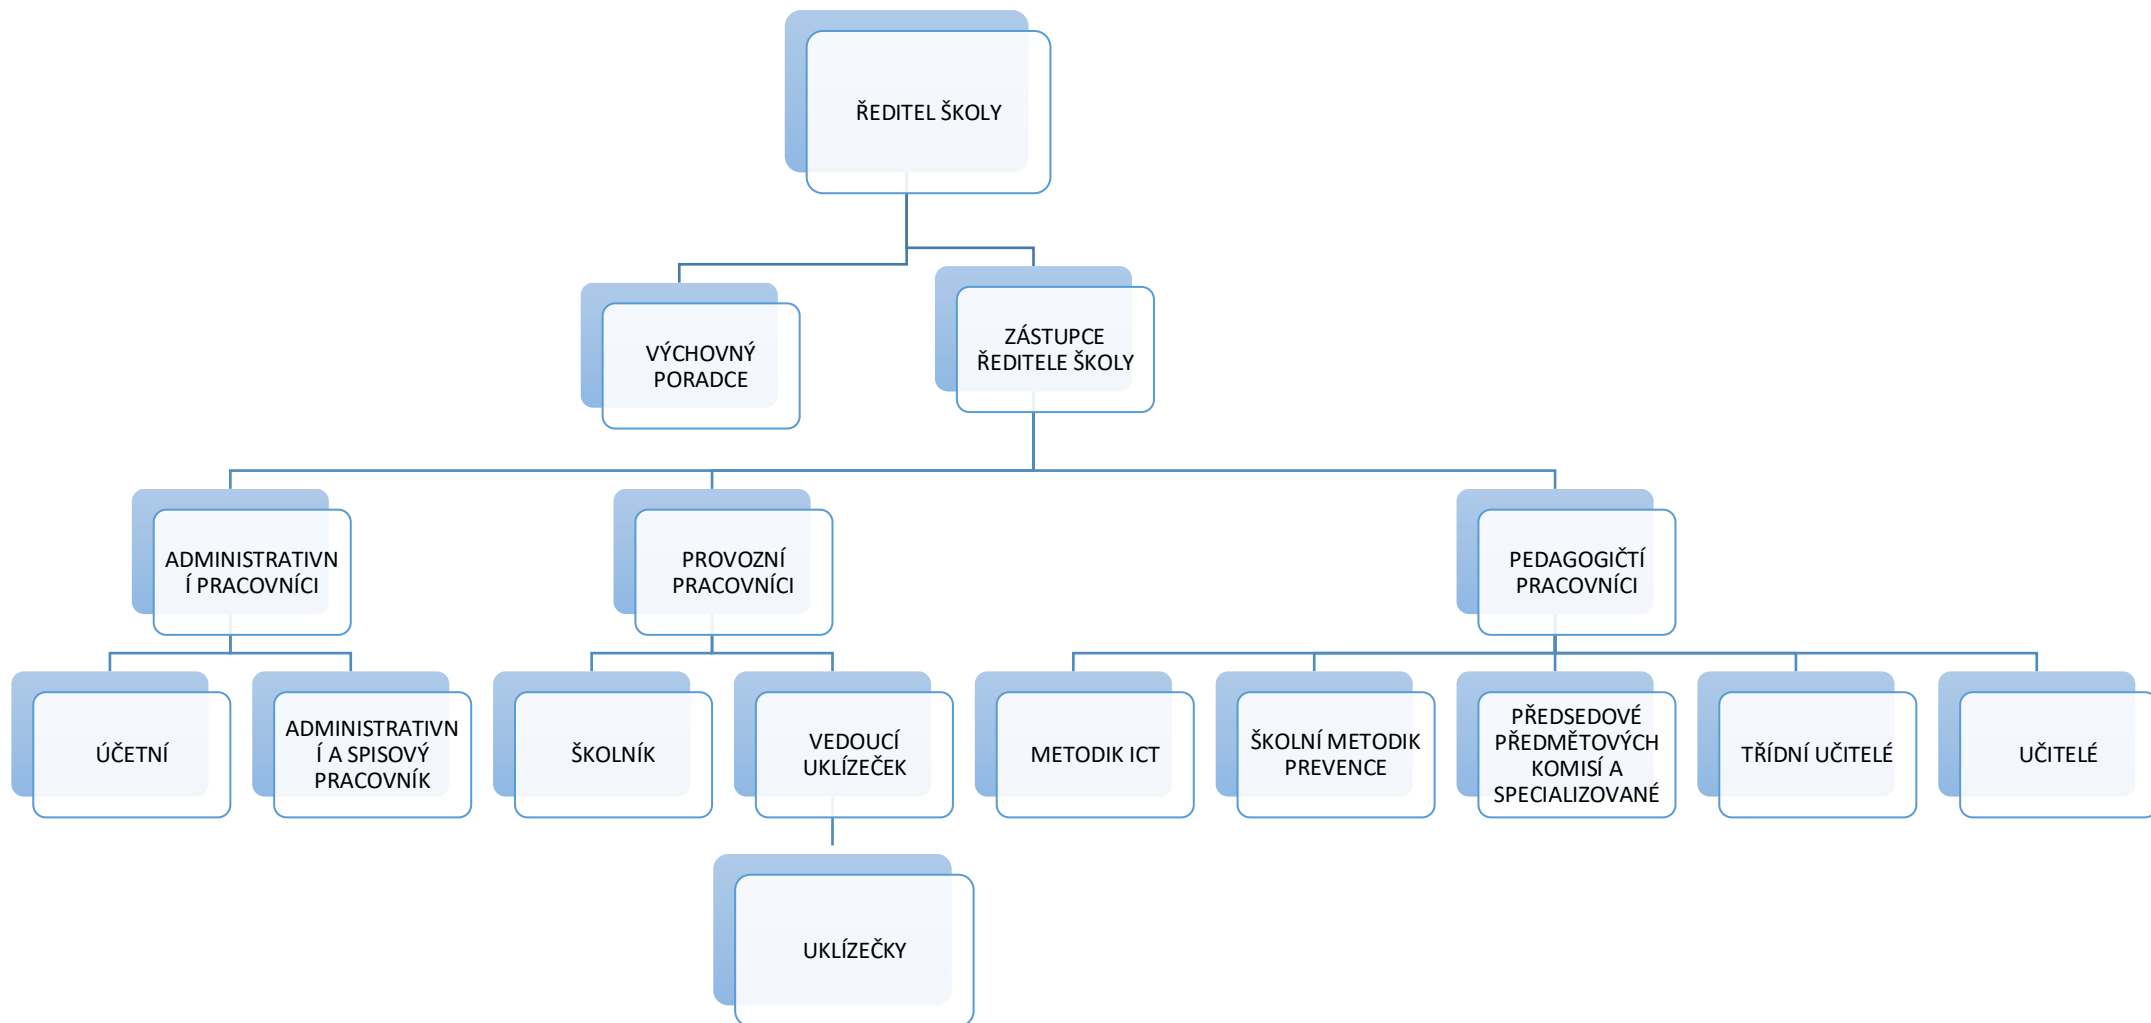 ŘEDITEL ŠKOLY
VÝCHOVNÝ
PORADCE
ZÁSTUPCE
ŘEDITELE ŠKOLY
ADMINISTRATIVN
Í PRACOVNÍCI
PROVOZNÍ
PRACOVNÍCI
PEDAGOGIČTÍ
PRACOVNÍCI
ÚČETNÍ
ADMINISTRATIVN
Í A SPISOVÝ
PRACOVNÍK
ŠKOLNÍK
VEDOUCÍ
UKLÍZEČEK
METODIK ICT
ŠKOLNÍ METODIK
PREVENCE
PŘEDSEDOVÉ
PŘEDMĚTOVÝCH
KOMISÍ A
SPECIALIZOVANÉ
TŘÍDNÍ UČITELÉ
UČITELÉ
UKLÍZEČKY